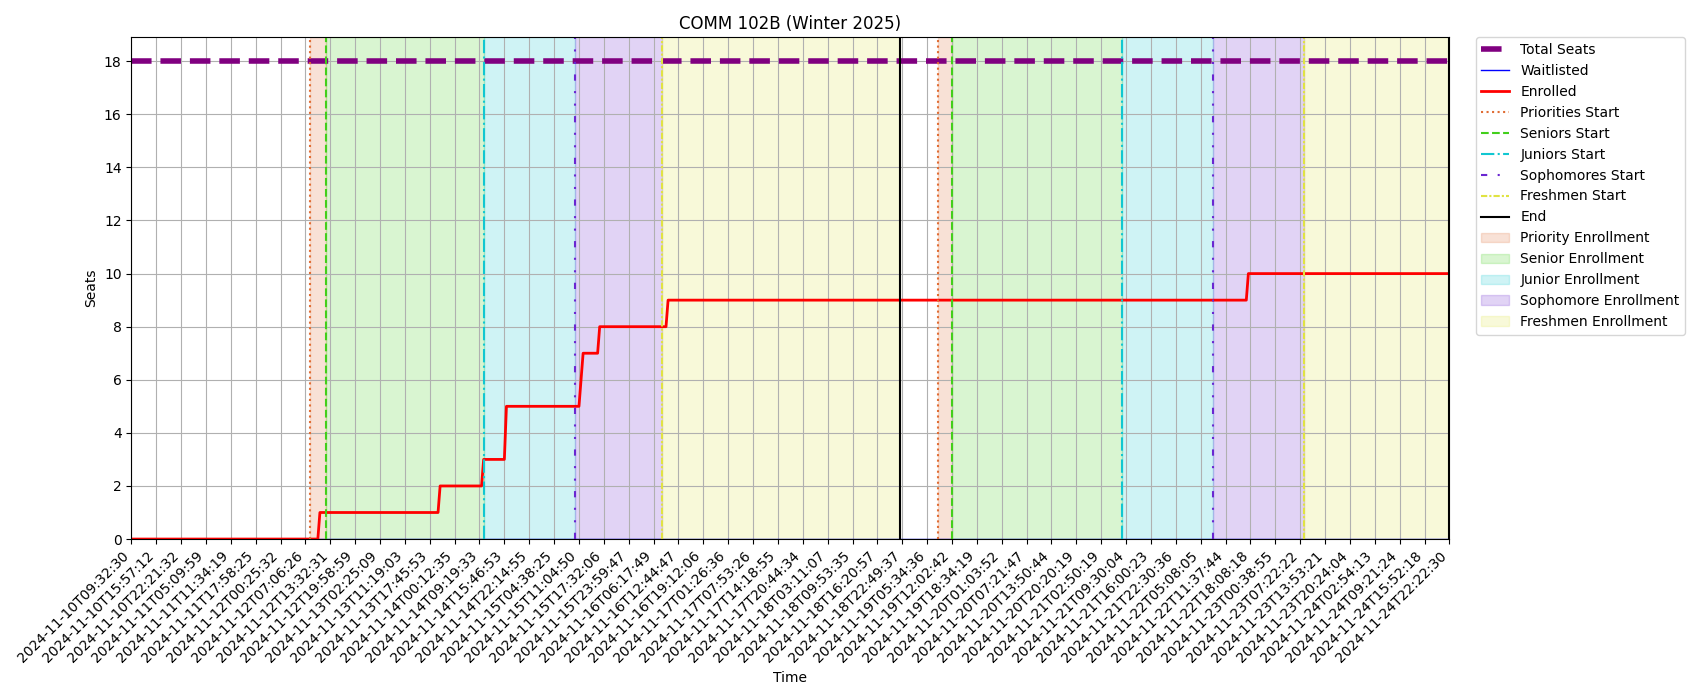 COMM 102B (Winter 2025)
Seats
18
16
14
12
10
8
6
4
2
0
2024-11-10T09:32:30
2024-11-10T15:57:12
2024-11-10T22:21:32
2024-11-11T05:09:59
2024-11-11T11:34:19
2024-11-11T17:58:25
2024-11-12T00:25:32
2024-11-12T07:06:26
2024-11-12T13:32:31
2024-11-12T19:58:59
2024-11-13T02:25:09
2024-11-13T11:19:03
2024-11-13T17:45:53
2024-11-14T00:12:35
2024-11-14T09:19:33
2024-11-14T15:46:53
2024-11-14T22:14:55
2024-11-15T04:38:25
2024-11-15T11:04:50
2024-11-15T17:32:06
2024-11-15T23:59:47
2024-11-16T06:17:49
2024-11-16T12:44:47
2024-11-16T19:12:06
2024-11-17T01:26:36
2024-11-17T07:53:26
2024-11-17T14:18:55
2024-11-17T20:44:34
2024-11-18T03:11:07
2024-11-18T09:53:35
2024-11-18T16:20:57
2024-11-18T22:49:37
2024-11-19T05:34:36
2024-11-19T12:02:42
2024-11-19T18:34:19
2024-11-20T01:03:52
2024-11-20T07:21:47
2024-11-20T13:50:44
2024-11-20T20:20:19
2024-11-21T02:50:19
2024-11-21T09:30:04
2024-11-21T16:00:23
2024-11-21T22:30:36
2024-11-22T05:08:05
2024-11-22T11:37:44
2024-11-22T18:08:18
2024-11-23T00:38:55
2024-11-23T07:22:22
2024-11-23T13:53:21
2024-11-23T20:24:04
2024-11-24T02:54:13
2024-11-24T09:21:24
2024-11-24T15:52:18
2024-11-24T22:22:30
Time
Total Seats
Waitlisted
Enrolled
Priorities Start
Seniors Start
Juniors Start
Sophomores Start
Freshmen Start
End
Priority Enrollment
Senior Enrollment
Junior Enrollment
Sophomore Enrollment
Freshmen Enrollment